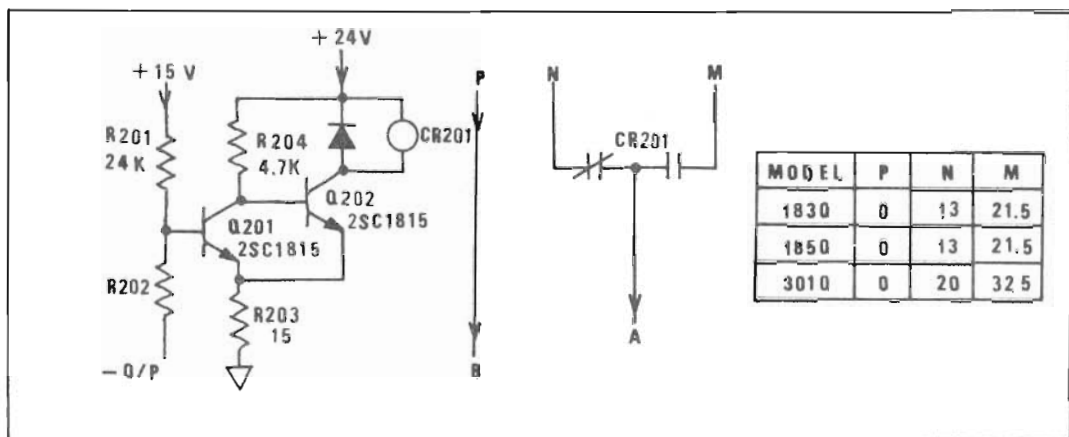 + 24V
+ 15 V
P
N
M
R201
24K
R204
4.7K
CR201
CR201
Q202
2SC1815
Q201
2SC1815
R202
R203
15
- O/P
B
A
MODEL P N M
1830 0 13 21.5
1850 0 13 21.5
3010 0 20 32 5